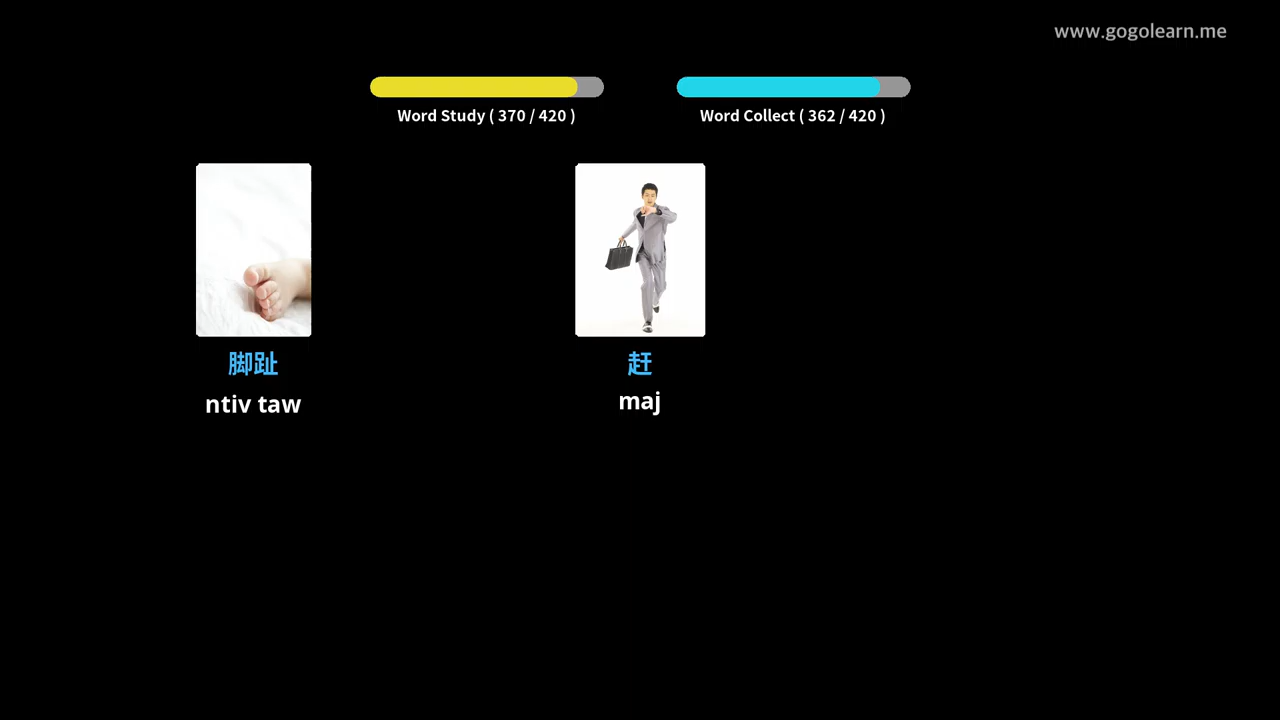 www.gogolearn.me
Word Study ( 370 / 420 )
Word Collect ( 362 / 420 )
脚趾
ntiv taw
赶
maj